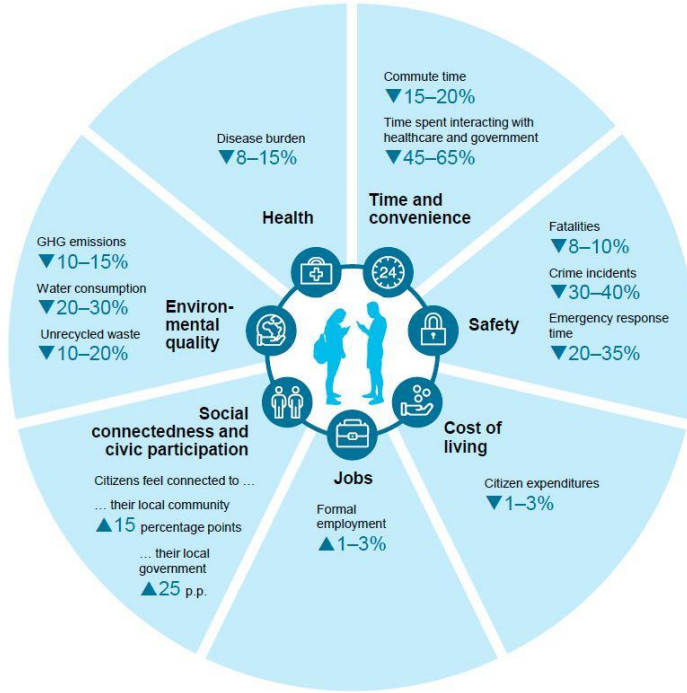 Commute time
▼15–20%
Time spent interacting with
healthcare and government
▼45–65%
Time and
convenience
24
Fatalities
▼8–10%
Crime incidents
▼30–40%
Emergency response
time
▼20–35%
Safety
Cost of
living
Citizen expenditures
▼1–3%
Jobs
Formal
employment
▲1–3%
Social
connectedness and
civic participation
Citizens feel connected to …
… their local community
▲15 percentage points
… their local
government
▲25 p.p.
GHG emissions
▼10–15%
Water consumption
▼20–30%
Unrecycled waste
▼10–20%
Environ-
mental
quality
Disease burden
▼8–15%
Health